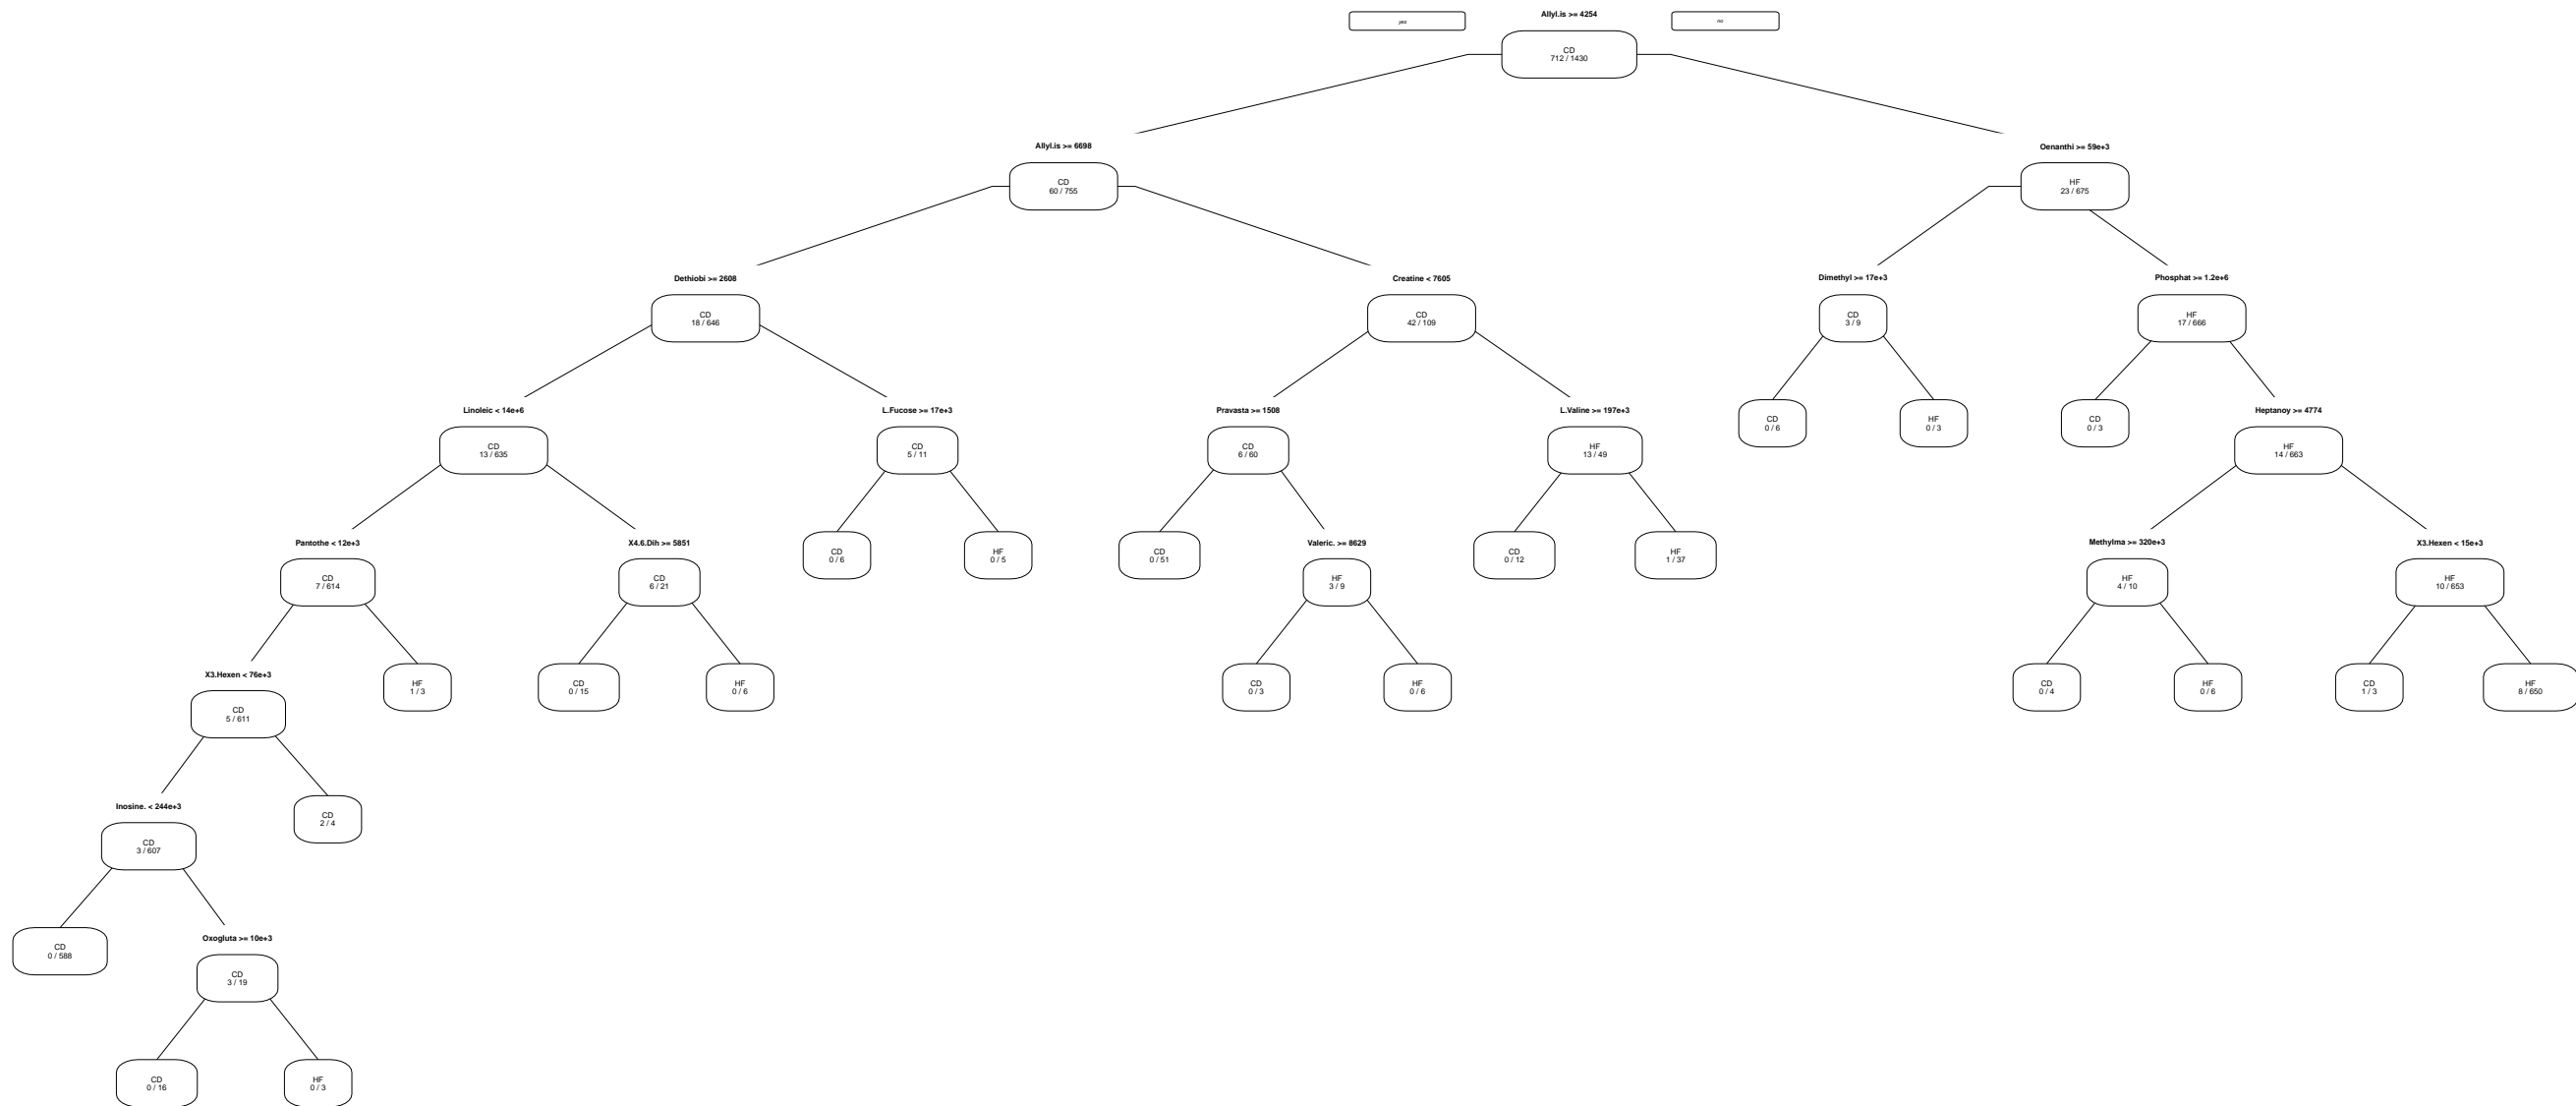 yes
Allyl.is >= 4254
no
CD
712 / 1430
Allyl.is >= 6698
Oenanthi >= 59e+3
CD
60 / 755
HF
23 / 675
Dethiobi >= 2608
Creatine < 7605
Dimethyl >= 17e+3
Phosphat >= 1.2e+6
CD
18 / 646
CD
42 / 109
CD
3 / 9
HF
17 / 666
Linoleic < 14e+6
L.Fucose >= 17e+3
Pravasta >= 1508
L.Valine >= 197e+3
CD
0 / 6
HF
0 / 3
CD
0 / 3
Heptanoy >= 4774
CD
13 / 635
CD
5 / 11
CD
6 / 60
HF
13 / 49
HF
14 / 663
Pantothe < 12e+3
X4.6.Dih >= 5851
CD
0 / 6
HF
0 / 5
CD
0 / 51
Valeric. >= 8629
CD
0 / 12
HF
1 / 37
Methylma >= 320e+3
X3.Hexen < 15e+3
CD
7 / 614
CD
6 / 21
HF
3 / 9
HF
4 / 10
HF
10 / 653
X3.Hexen < 76e+3
HF
1 / 3
CD
0 / 15
HF
0 / 6
CD
0 / 3
HF
0 / 6
CD
0 / 4
HF
0 / 6
CD
1 / 3
HF
8 / 650
CD
5 / 611
Inosine. < 244e+3
CD
2 / 4
CD
3 / 607
CD
0 / 588
Oxogluta >= 10e+3
CD
3 / 19
CD
0 / 16
HF
0 / 3